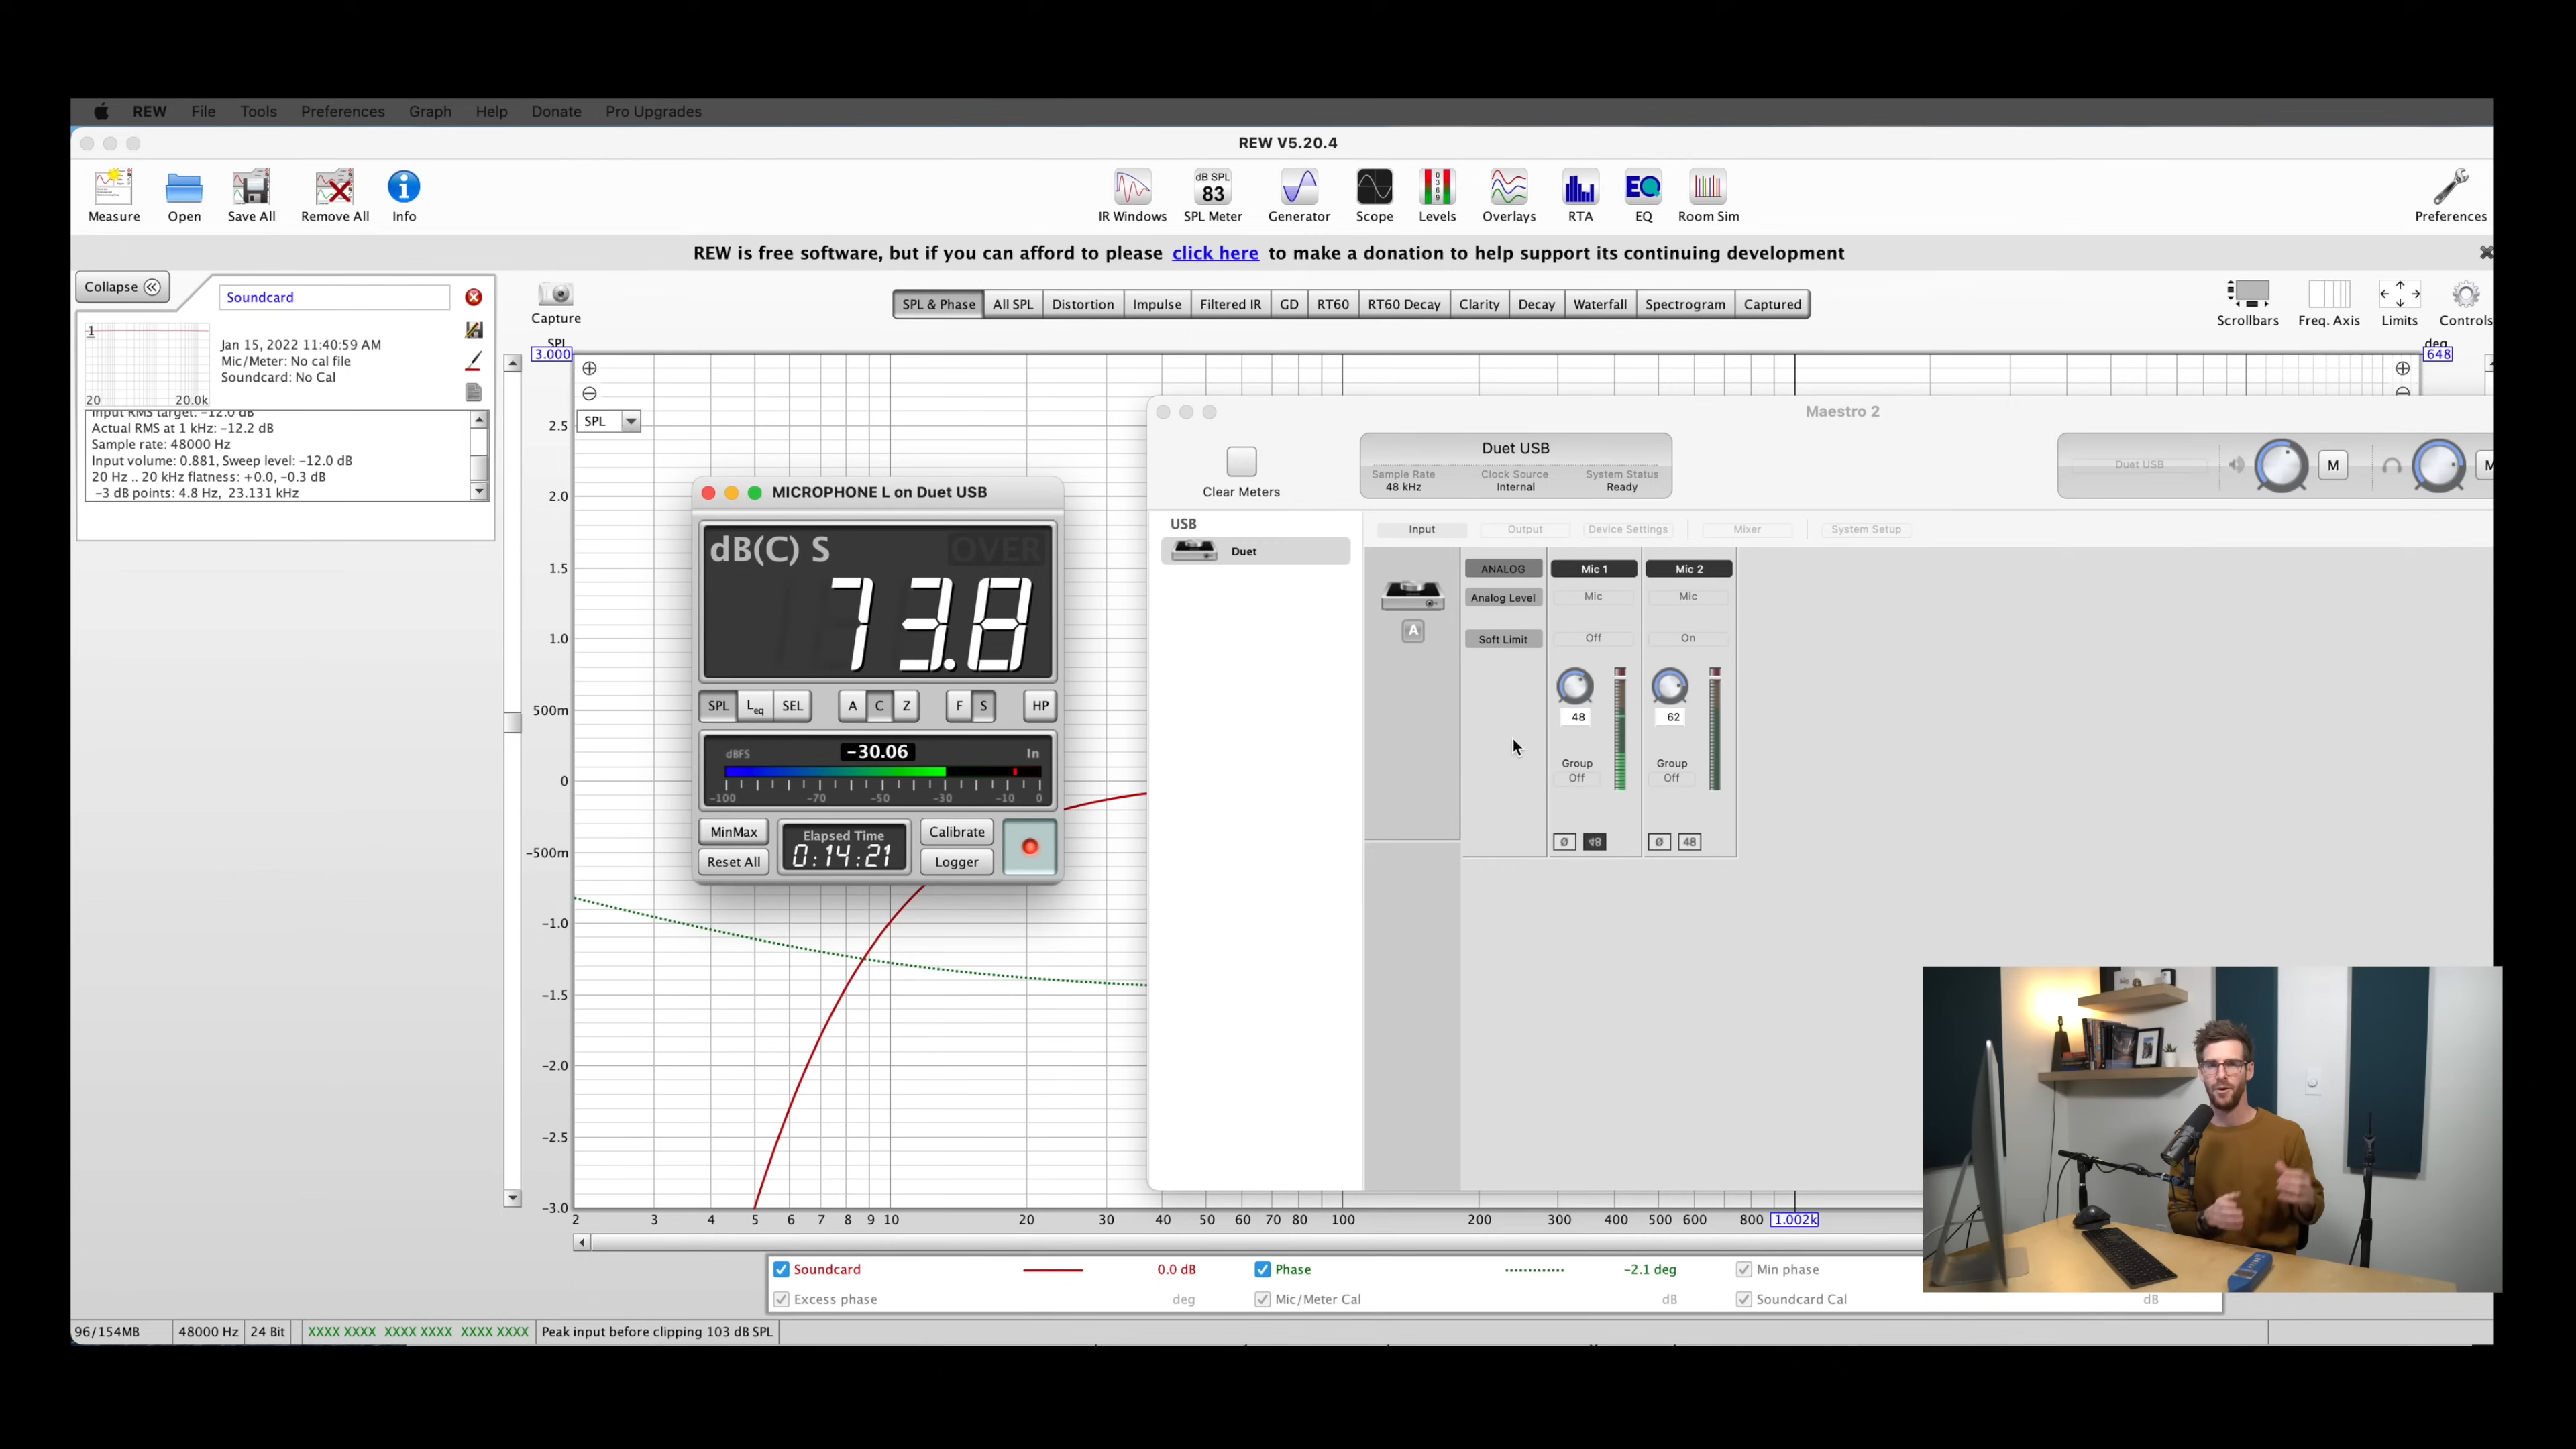 REW File Tools Preferences Graph Help Donate Pro Upgrades
REW V5.20.4
Measure Open Save All Remove All Info
IR Windows
dB SPL
83
SPL Meter Generator Scope Levels Overlays RTA
EQ
EQ Room Sim Preferences
REW is free software, but if you can afford to please click here to make a donation to help support its continuing development
Collapse
Soundcard
1
20 20.0k
Jan 15, 2022 11:40:59 AM
Mic/Meter: No cal file
Soundcard: No Cal
Input RMS target: -12.0 dB
Actual RMS at 1 kHz: -12.2 dB
Sample rate: 48000 Hz
Input volume: 0.881, Sweep level: -12.0 dB
20 Hz .. 20 kHz flatness: +0.0, -0.3 dB
-3 dB points: 4.8 Hz, 23.131 kHz
Capture
SPL & Phase All SPL Distortion Impulse Filtered IR GD RT60 RT60 Decay Clarity Decay Waterfall Spectrogram Captured
Scrollbars Freq. Axis Limits Controls
SPL
3.000
deg
648
SPL
2.5
2.0
1.5
1.0
500m
0
-500m
-1.0
-1.5
-2.0
-2.5
-3.0
2 3 4 5 6 7 8 9 10 20 30 40 50 60 70 80 100 200 300 400 500 600 800 1.002k
MICROPHONE L on Duet USB
dB(C) S OVER
73.8
SPL Leq SEL A C Z F S HP
dBFS -30.06 In
-100 -70 -50 -30 -10 0
MinMax
Reset All
Elapsed Time
0:14:21
Calibrate
Logger
Maestro 2
Clear Meters
Duet USB
Sample Rate Clock Source System Status
48 kHz Internal Ready
Duet USB M M
USB
Duet
Input Output Device Settings Mixer System Setup
A
ANALOG Mic 1 Mic 2
Analog Level Mic Mic
Soft Limit Off On
48 62
Group Group
Off Off
Ø 48 Ø 48
Soundcard 0.0 dB Phase -2.1 deg Min phase
Excess phase deg Mic/Meter Cal dB Soundcard Cal dB
96/154MB 48000 Hz 24 Bit XXXX XXXX XXXX XXXX XXXX XXXX Peak input before clipping 103 dB SPL